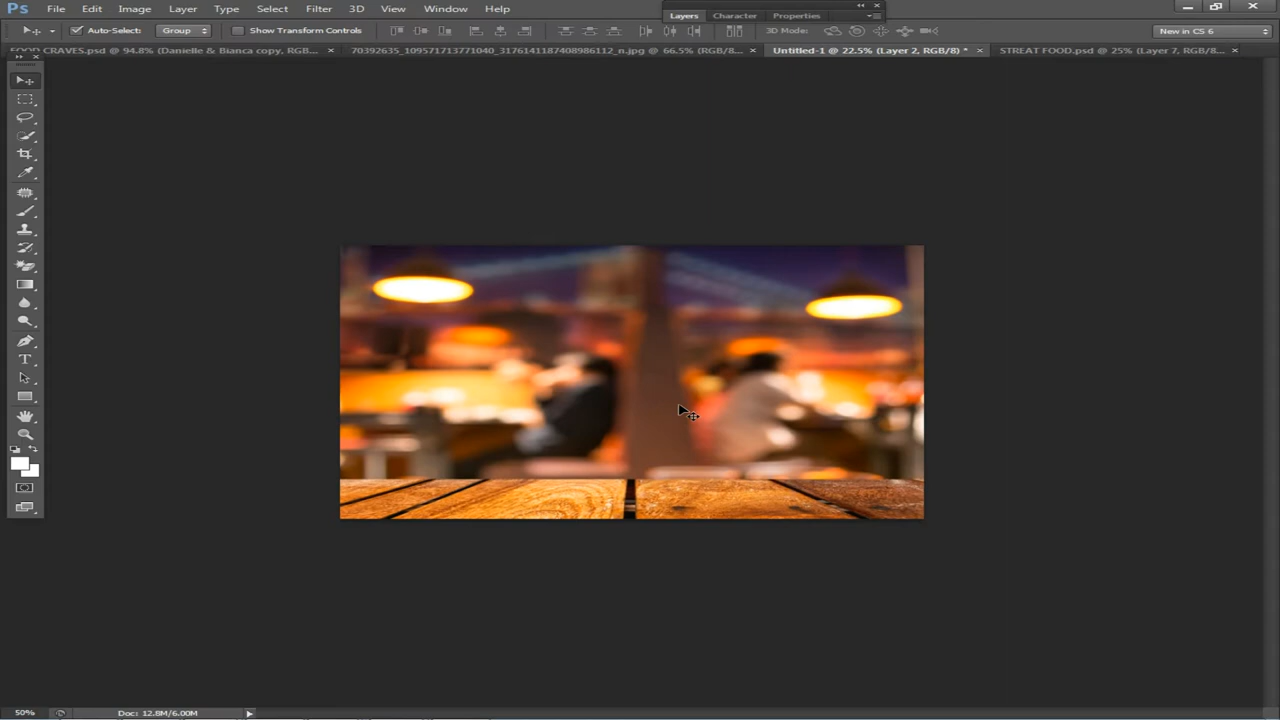 Ps File Edit Image Layer Type Select Filter 3D View Window Help
Layers Character Properties
Auto-Select: Group Show Transform Controls 3D Mode: New in CS 6
FOOD CRAVES.psd @ 94.8% (Danielle & Bianca copy, RGB... × 70392635_109571713771040_3176141187408986112_n.jpg @ 66.5% (RGB/8... × Untitled-1 @ 22.5% (Layer 2, RGB/8) * × STREAT FOOD.psd @ 25% (Layer 7, RGB/8... ×
T
50% Doc: 12.8M/6.00M